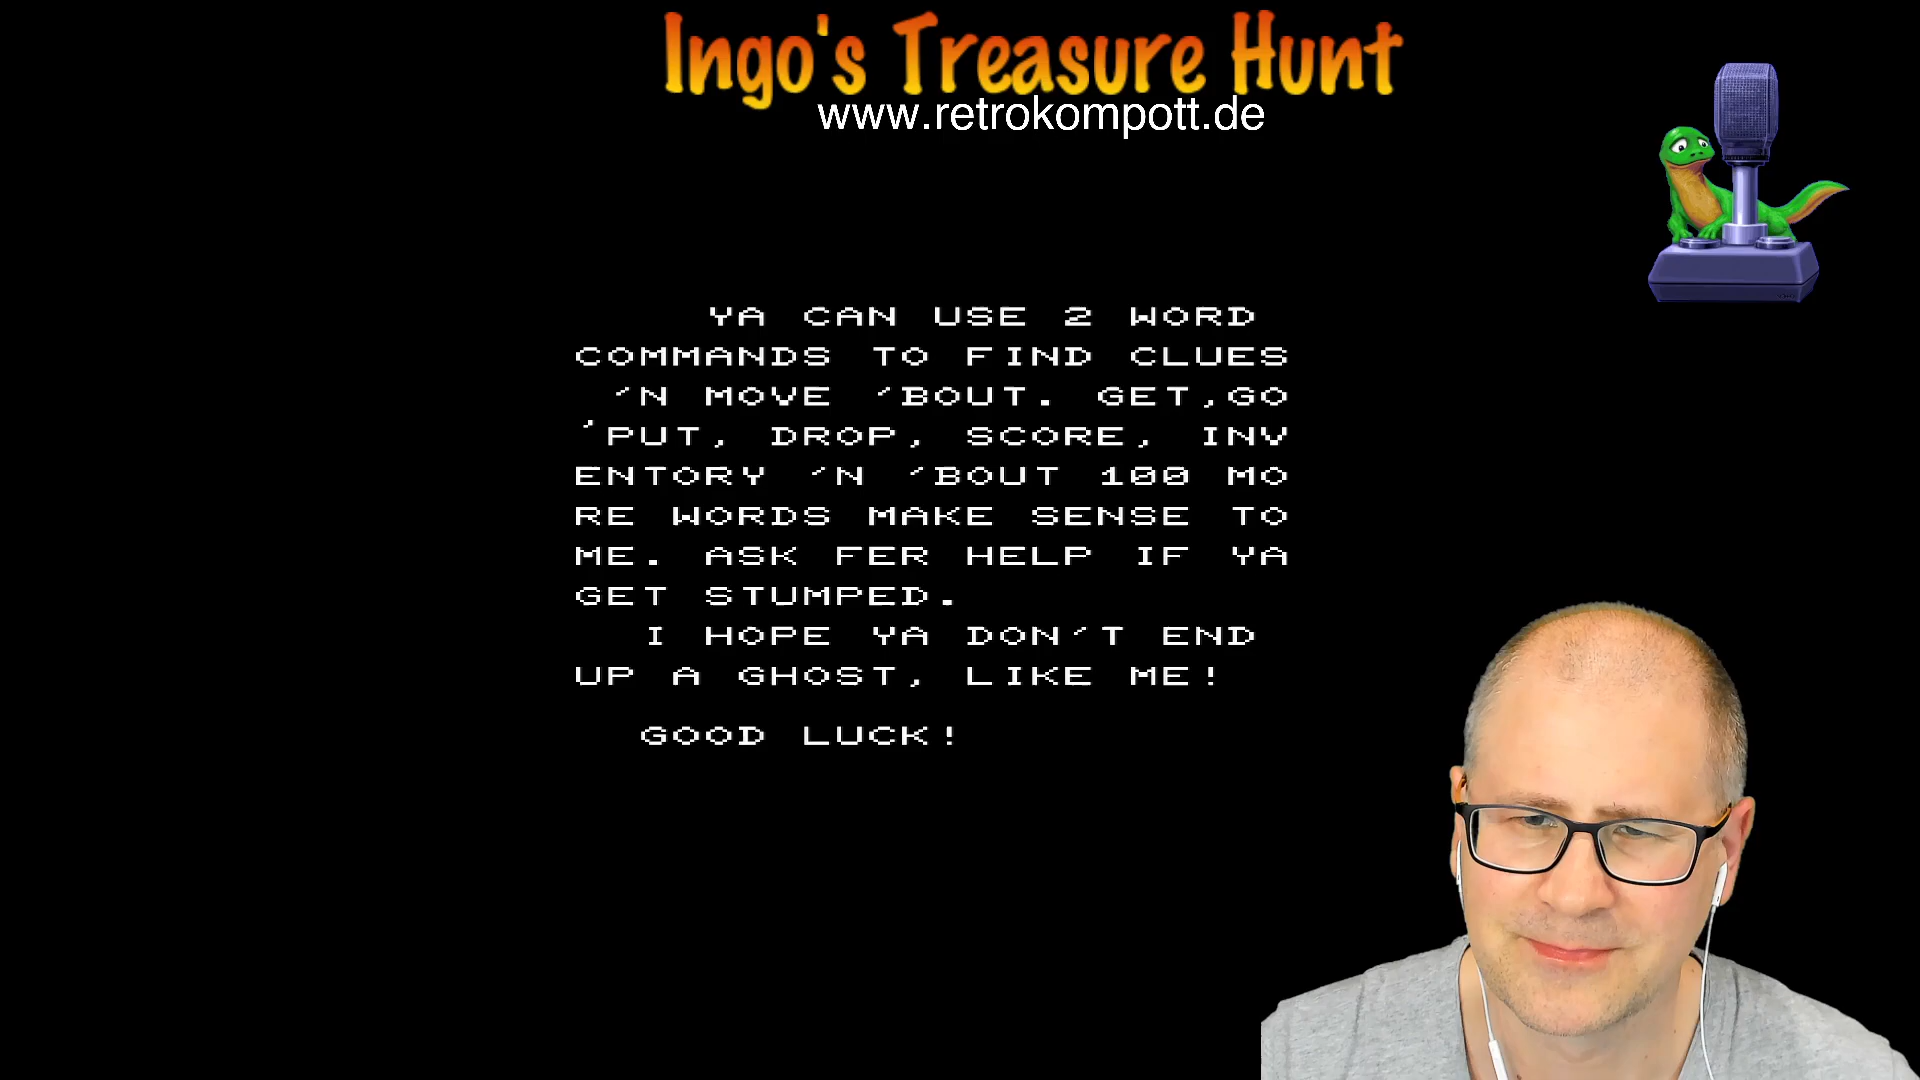 Ingo's Treasure Hunt
www.retrokompott.de
YA CAN USE 2 WORD
COMMANDS TO FIND CLUES
'N MOVE 'BOUT. GET,GO
'PUT, DROP, SCORE, INV
ENTORY 'N 'BOUT 100 MO
RE WORDS MAKE SENSE TO
ME. ASK FER HELP IF YA
GET STUMPED.
I HOPE YA DON'T END
UP A GHOST, LIKE ME!
GOOD LUCK!